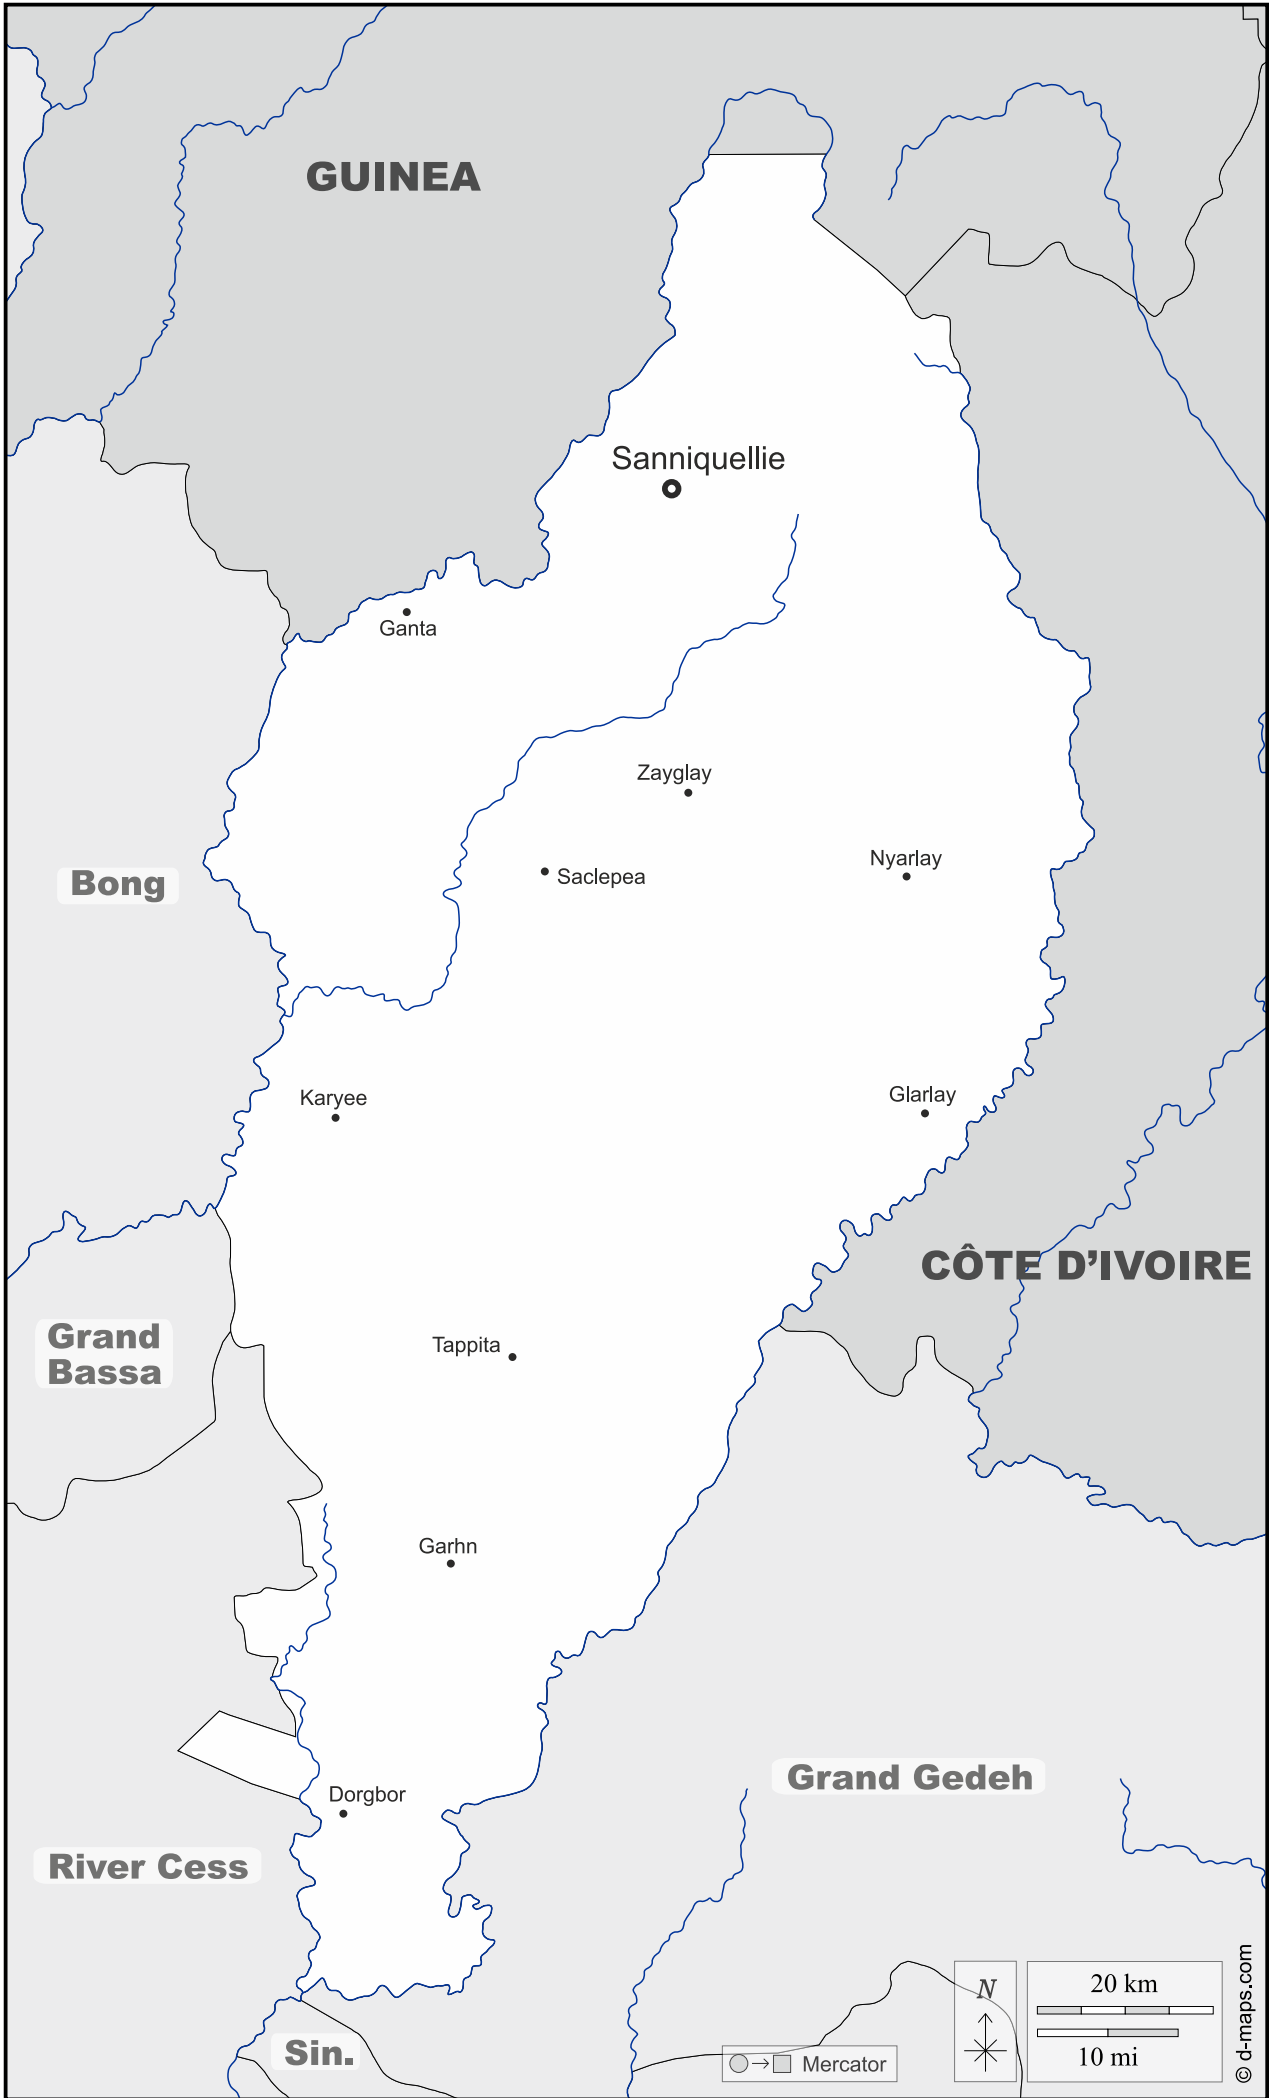 GUINEA
Sanniquellie
Ganta
Zayglay
Nyarlay
Saclepea
Bong
Karyee
Glarlay
CÔTE D’IVOIRE
Grand
Bassa
Tappita
Garhn
Grand Gedeh
Dorgbor
River Cess
Sin.
Mercator
N
20 km
10 mi
© d-maps.com